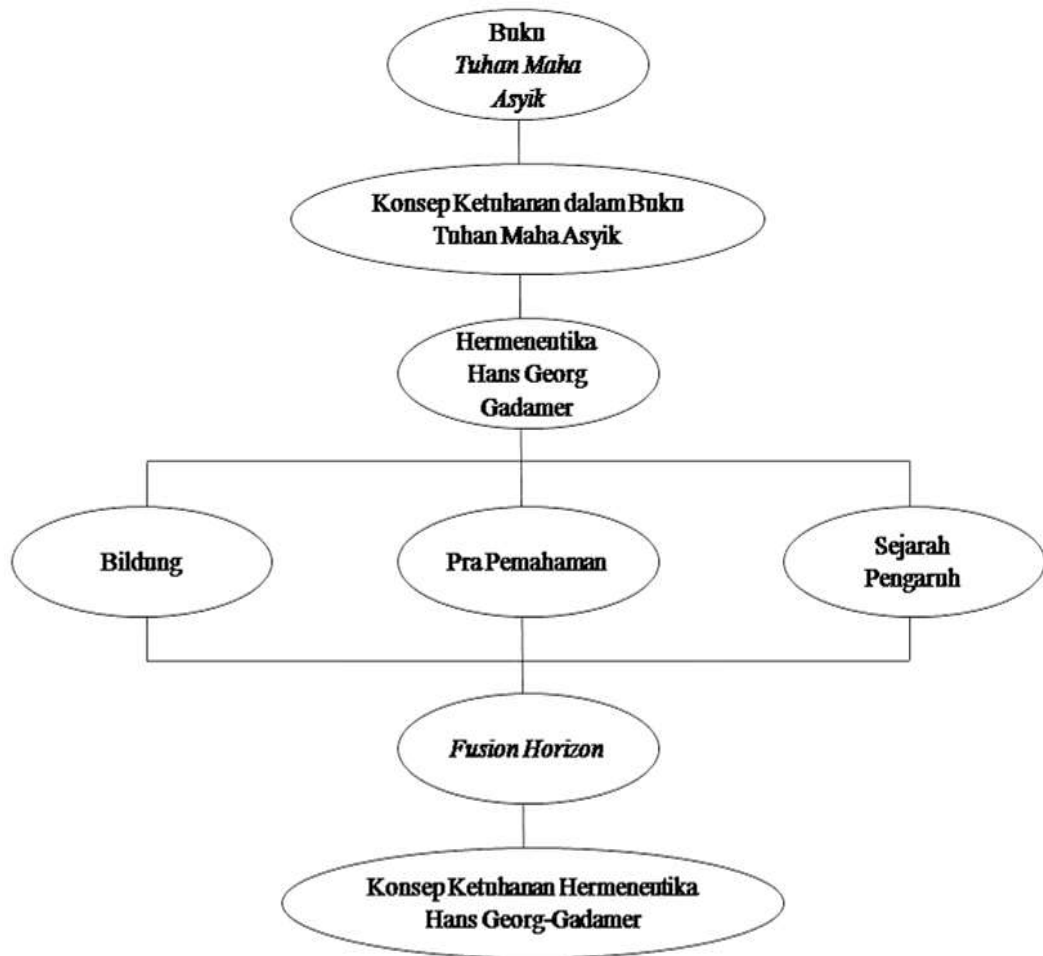 Buku
Tuhan Maha
Asyik
Konsep Ketuhanan dalam Buku
Tuhan Maha Asyik
Hermeneutika
Hans Georg
Gadamer
Bildung
Pra Pemahaman
Sejarah
Pengaruh
Fusion Horizon
Konsep Ketuhanan Hermeneutika
Hans Georg-Gadamer